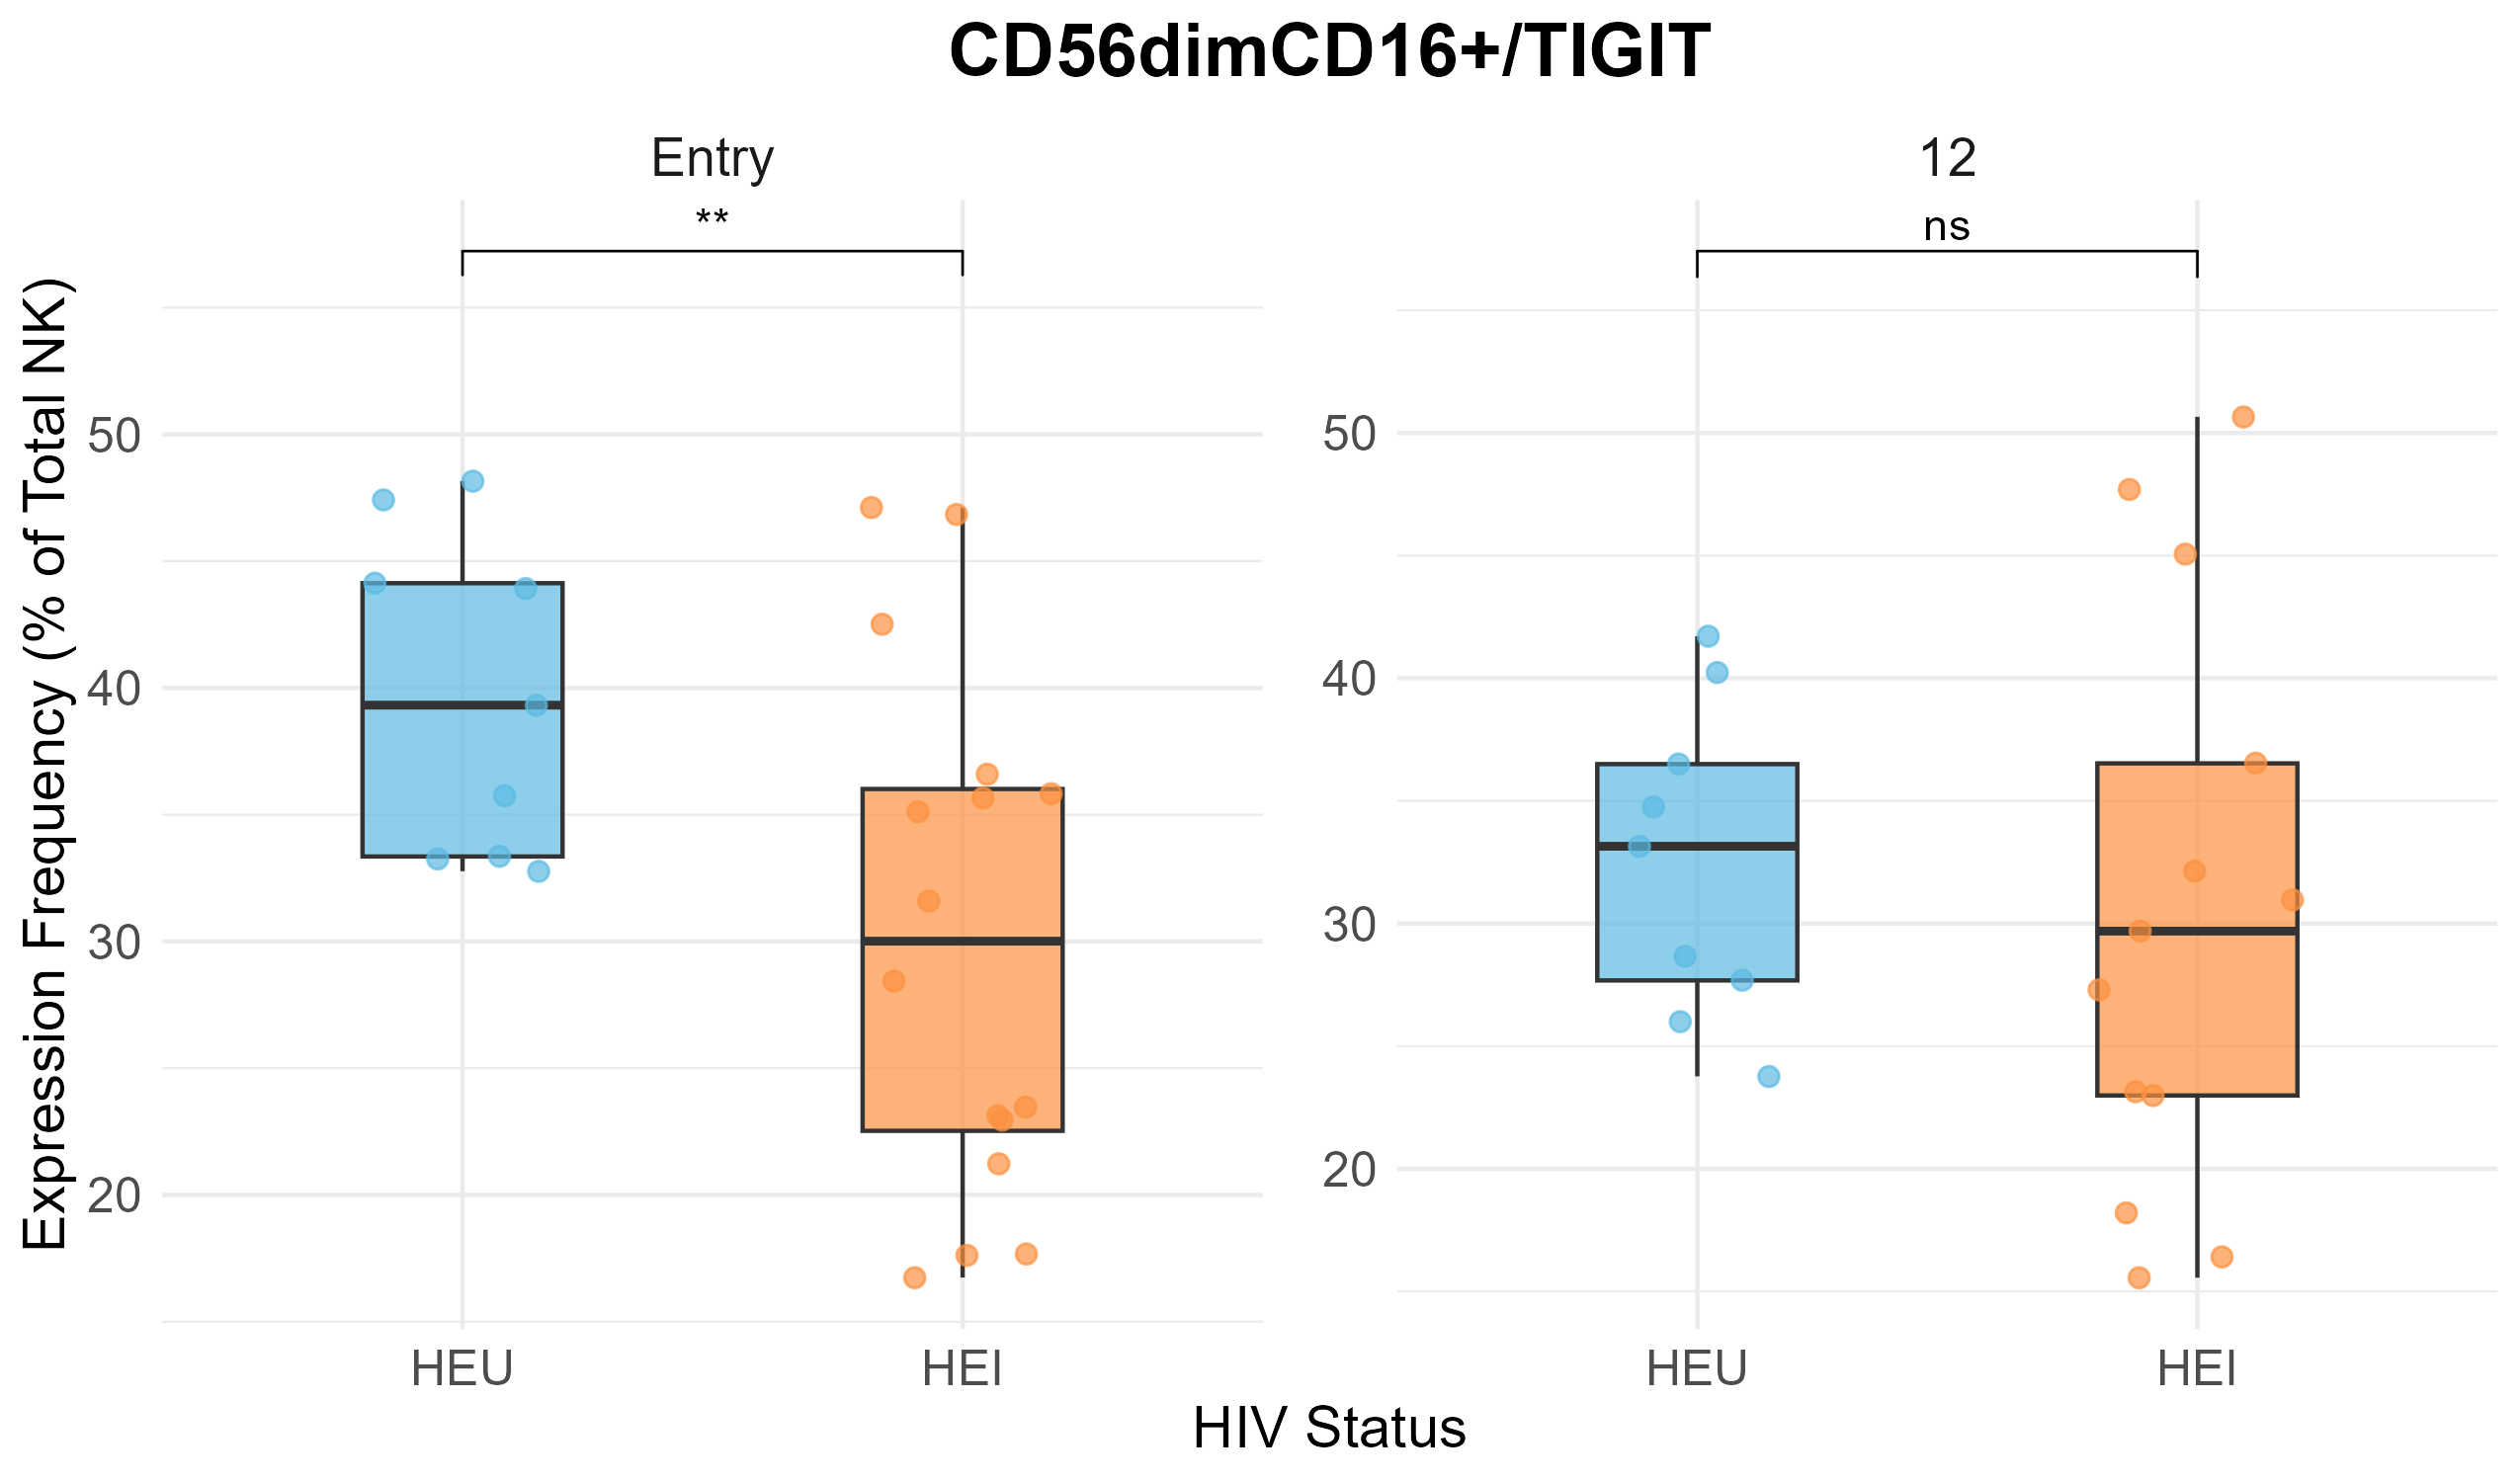 CD56dimCD16+/TIGIT
Entry
12
**
ns
Expression Frequency (% of Total NK)
50
40
30
20
50
40
30
20
HEU
HEI
HEU
HEI
HIV Status